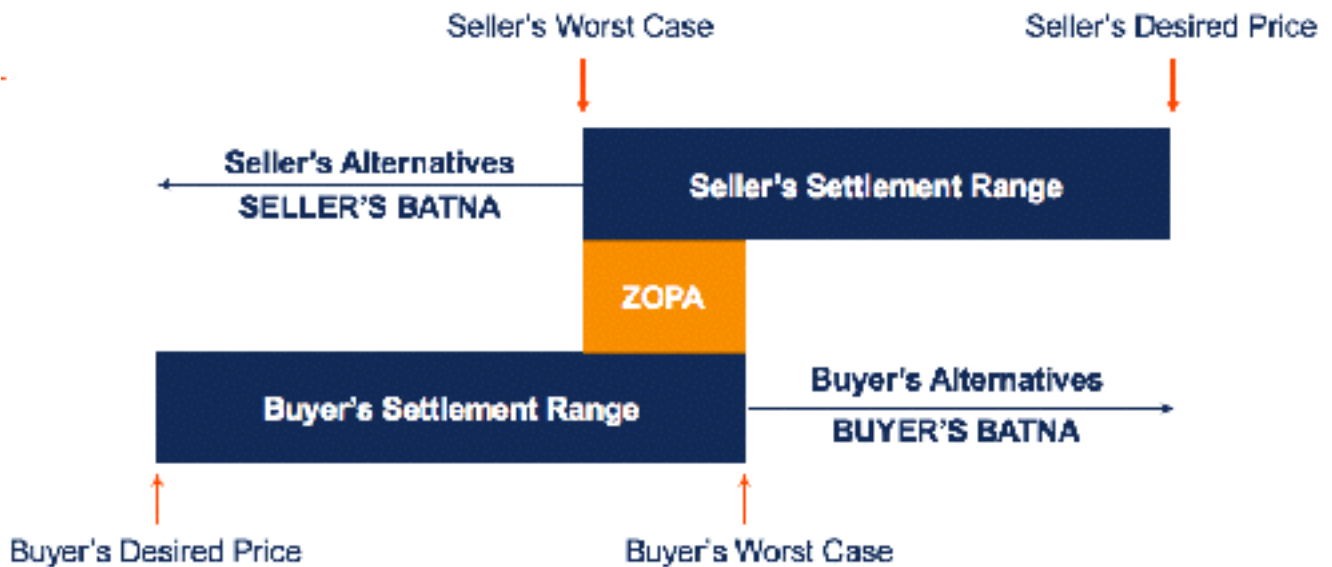 Seller's Worst Case
Seller's Desired Price
Seller's Alternatives
SELLER'S BATNA
Seller's Settlement Range
ZOPA
Buyer's Settlement Range
Buyer's Alternatives
BUYER'S BATNA
Buyer's Desired Price
Buyer's Worst Case